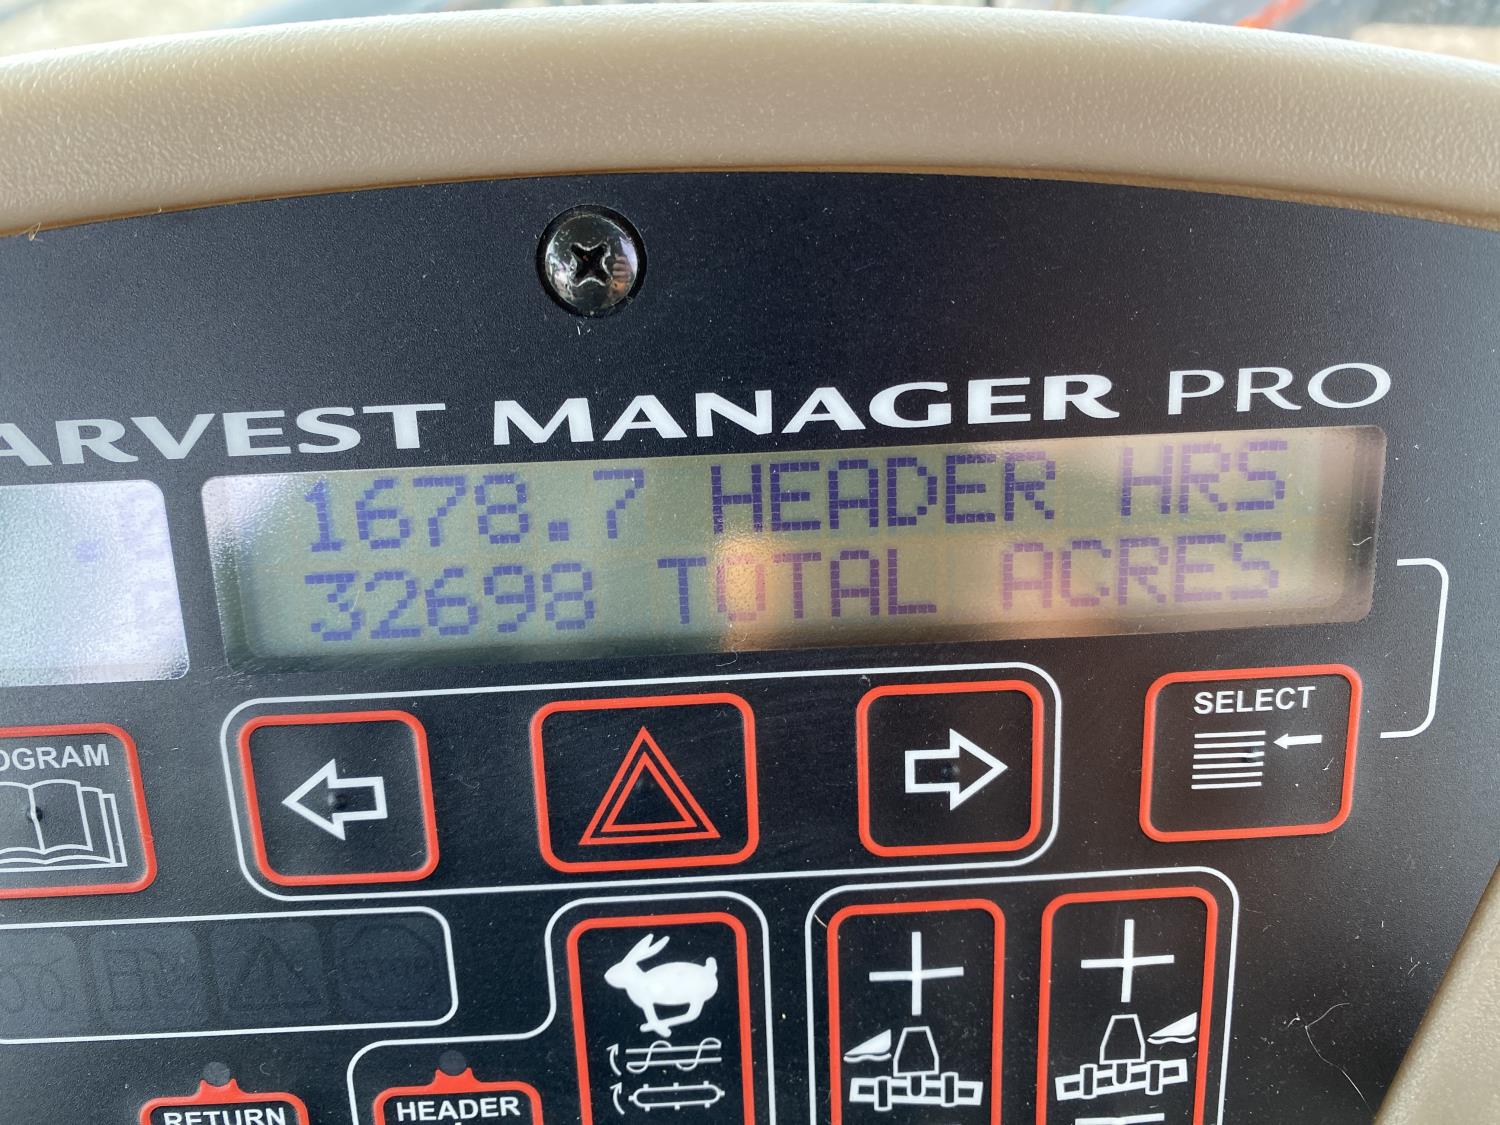 ARVEST MANAGER PRO
1678.7 HEADER HRS
32698 TOTAL ACRES
SELECT
OGRAM
RETURN
HEADER